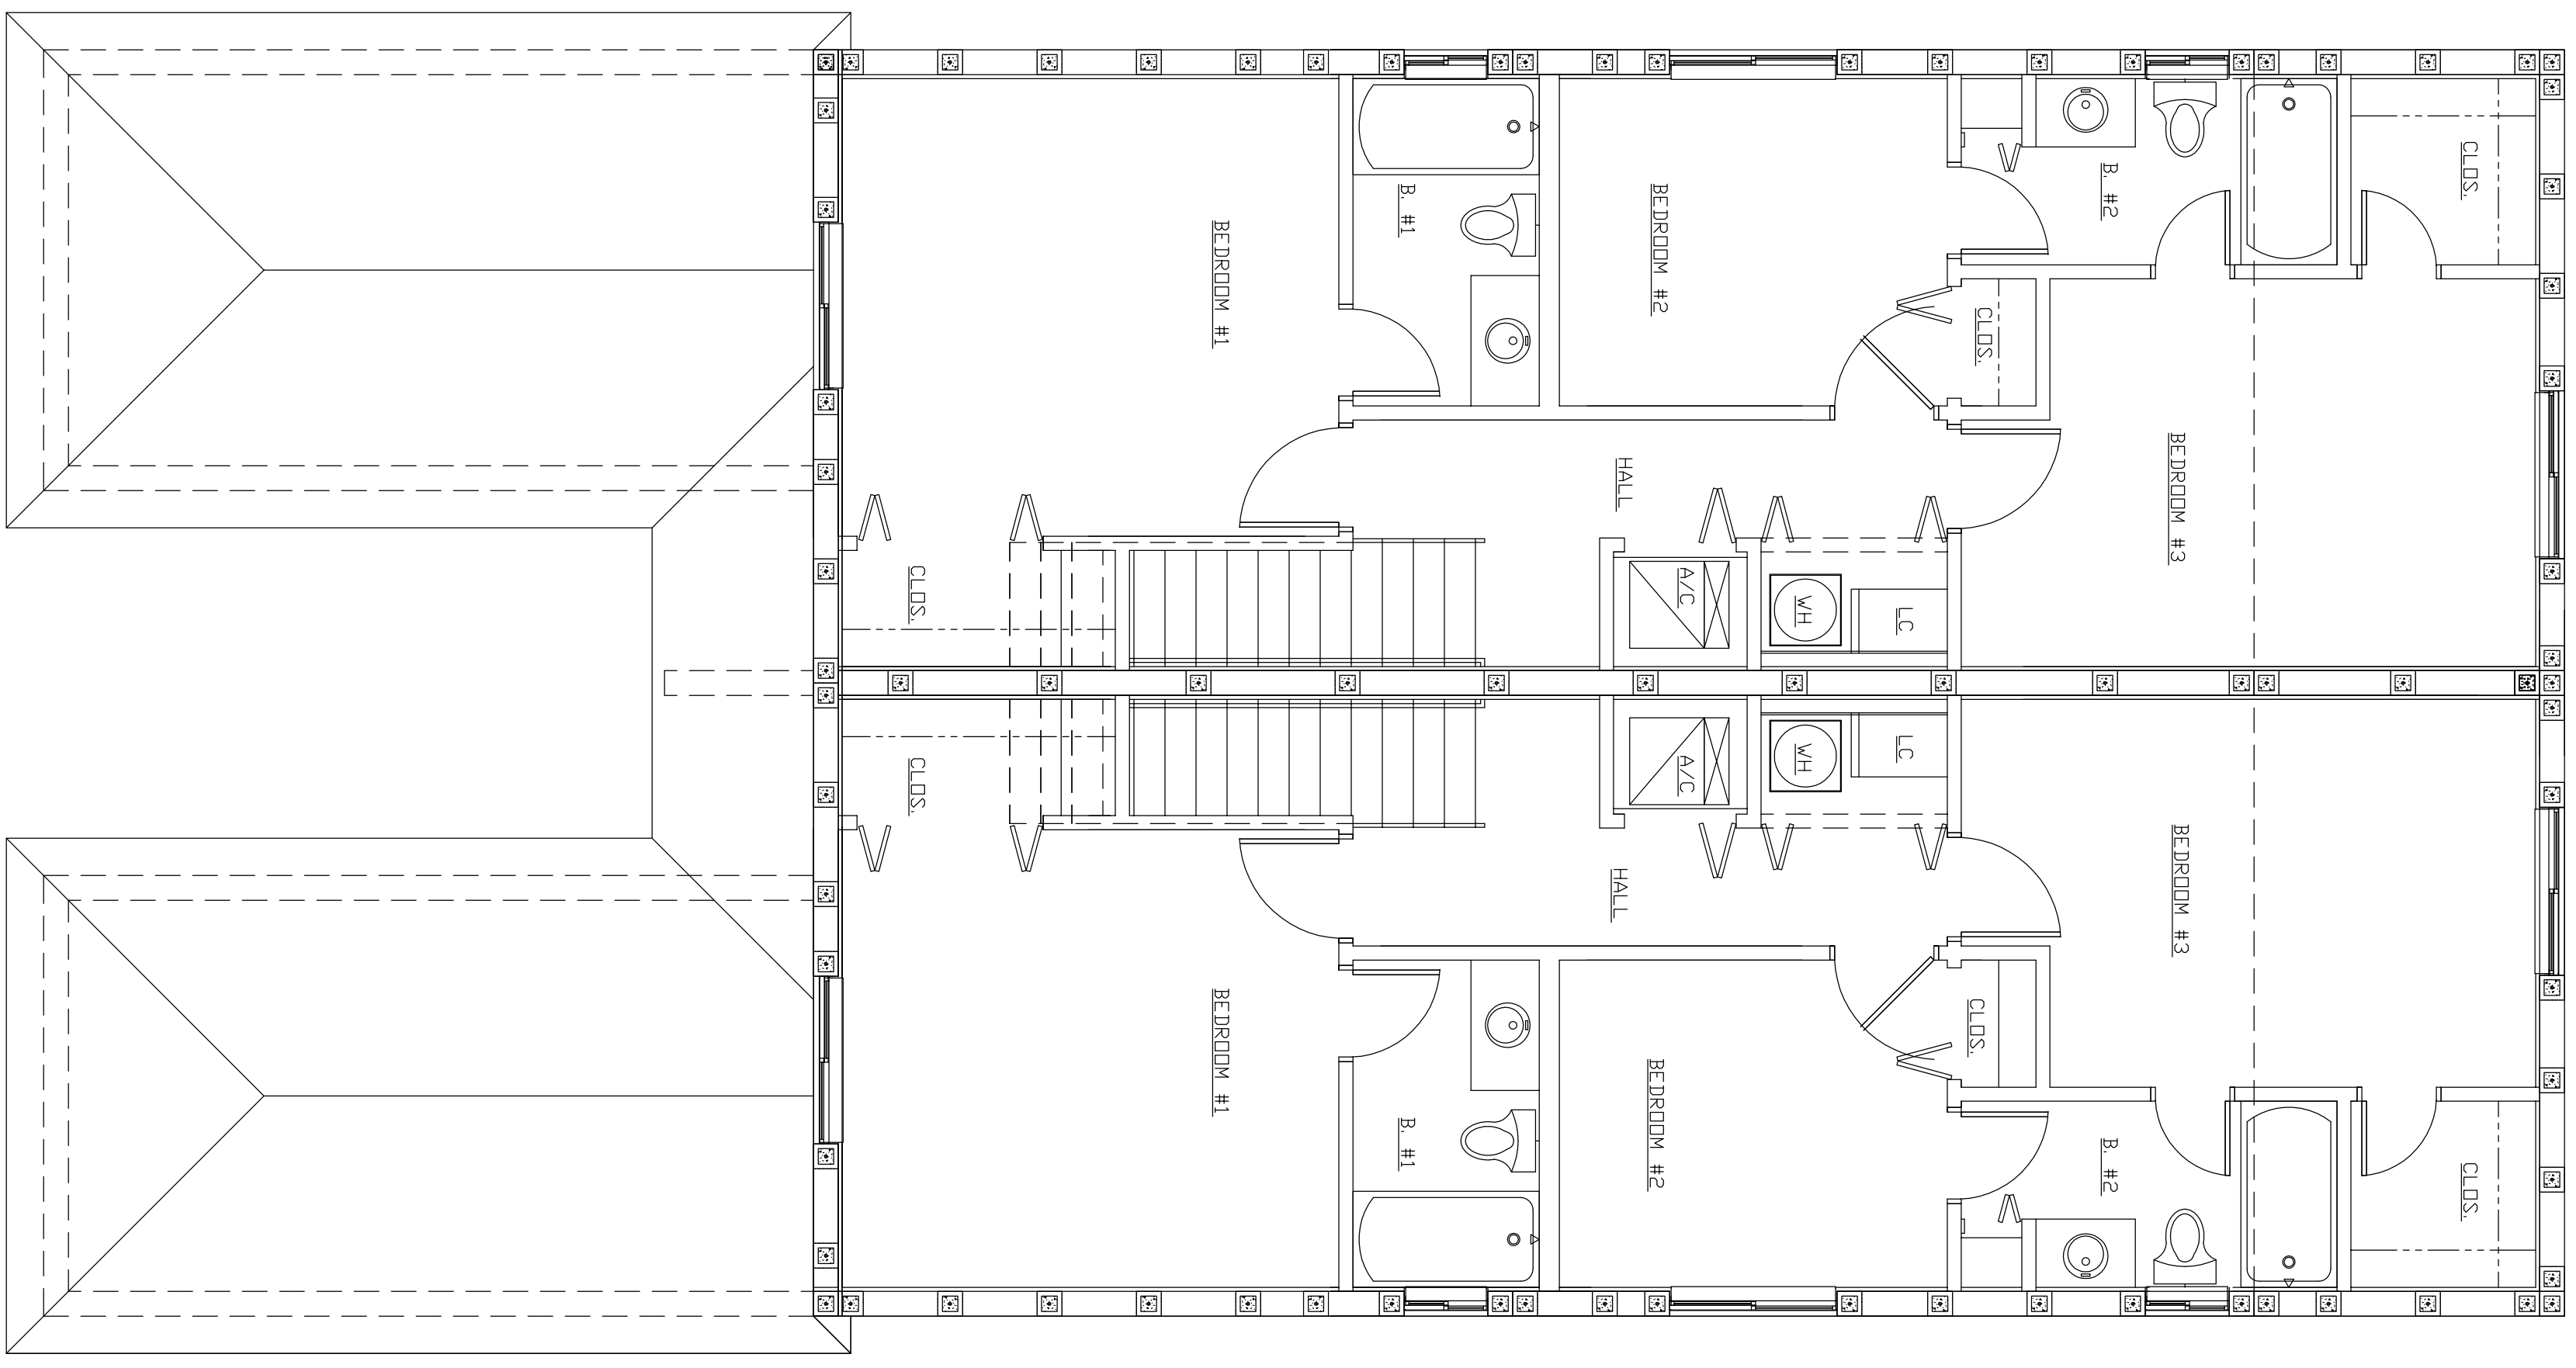 CLOS.
CLOS.
BEDROOM #3
BEDROOM #3
B. #2
B. #2
CLOS.
CLOS.
LC
LC
WH
WH
A/C
A/C
BEDROOM #2
BEDROOM #2
HALL
HALL
B. #1
B. #1
BEDROOM #1
BEDROOM #1
CLOS.
CLOS.